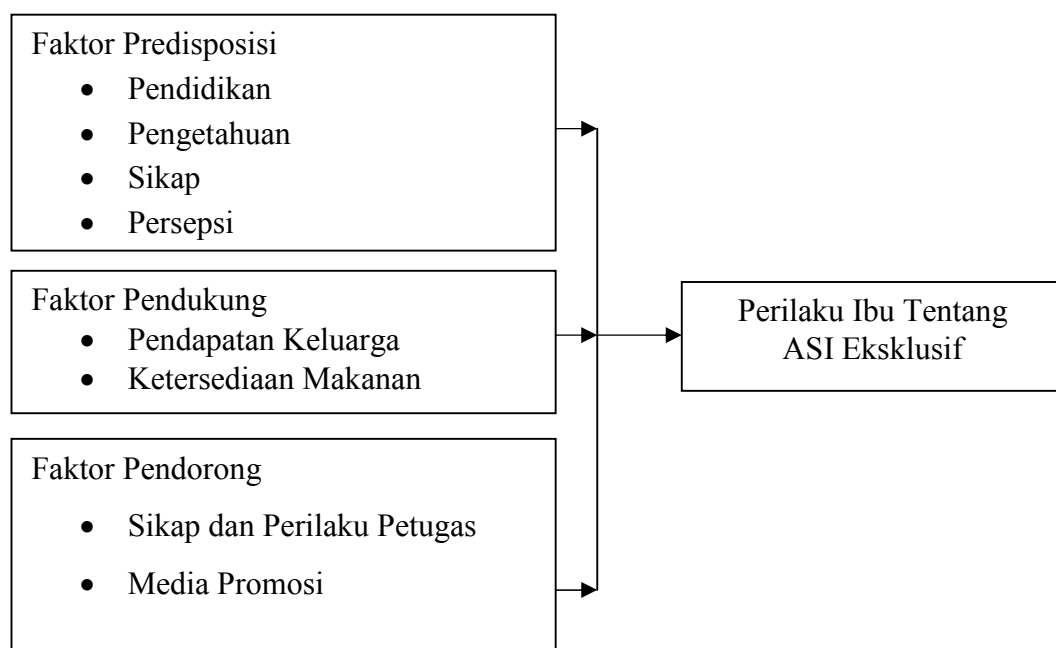 Faktor Predisposisi
• Pendidikan
• Pengetahuan
• Sikap
• Persepsi
Faktor Pendukung
• Pendapatan Keluarga
• Ketersediaan Makanan
Faktor Pendorong
• Sikap dan Perilaku Petugas
• Media Promosi
Perilaku Ibu Tentang
ASI Eksklusif